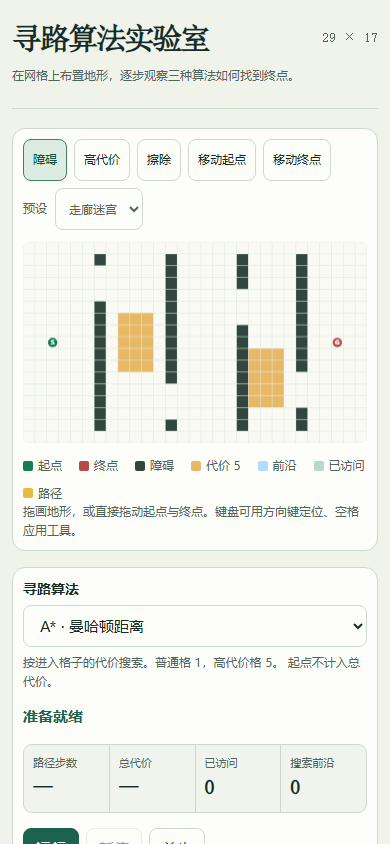 寻路算法实验室
29 × 17
在网格上布置地形，逐步观察三种算法如何找到终点。
障碍 高代价 擦除 移动起点 移动终点
预设 走廊迷宫
S G
起点 终点 障碍 代价 5 前沿 已访问
路径
拖画地形，或直接拖动起点与终点。键盘可用方向键定位、空格
应用工具。
寻路算法
A* · 曼哈顿距离
按进入格子的代价搜索。普通格 1，高代价格 5。 起点不计入总
代价。
准备就绪
路径步数 总代价 已访问 搜索前沿
— — 0 0